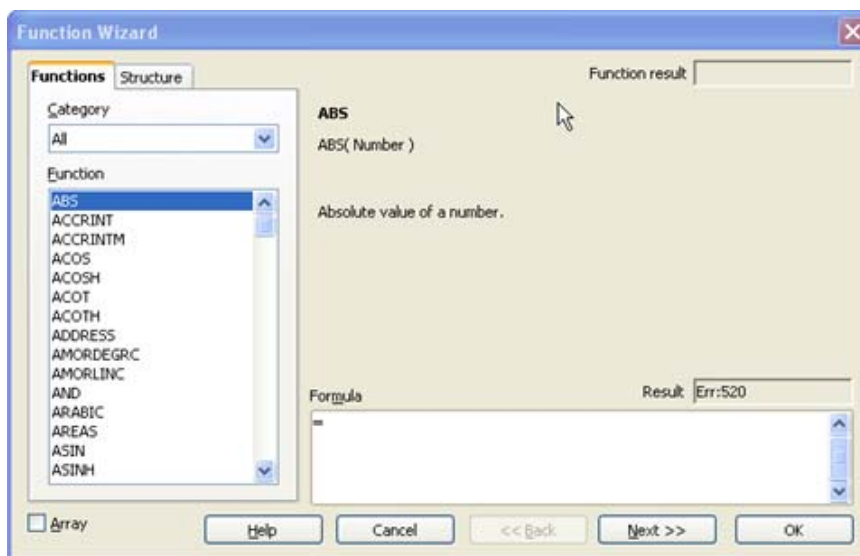 Function Wizard
Functions Structure
Function result
Category
All
Function
ABS
ACCRINT
ACCRINTM
ACOS
ACOSH
ACOT
ACOTH
ADDRESS
AMORDEGRC
AMORLINC
AND
ARABIC
AREAS
ASIN
ASINH
ABS
ABS( Number )
Absolute value of a number.
Formula
Result Err:520
=
Array
Help
Cancel
<< Back
Next >>
OK